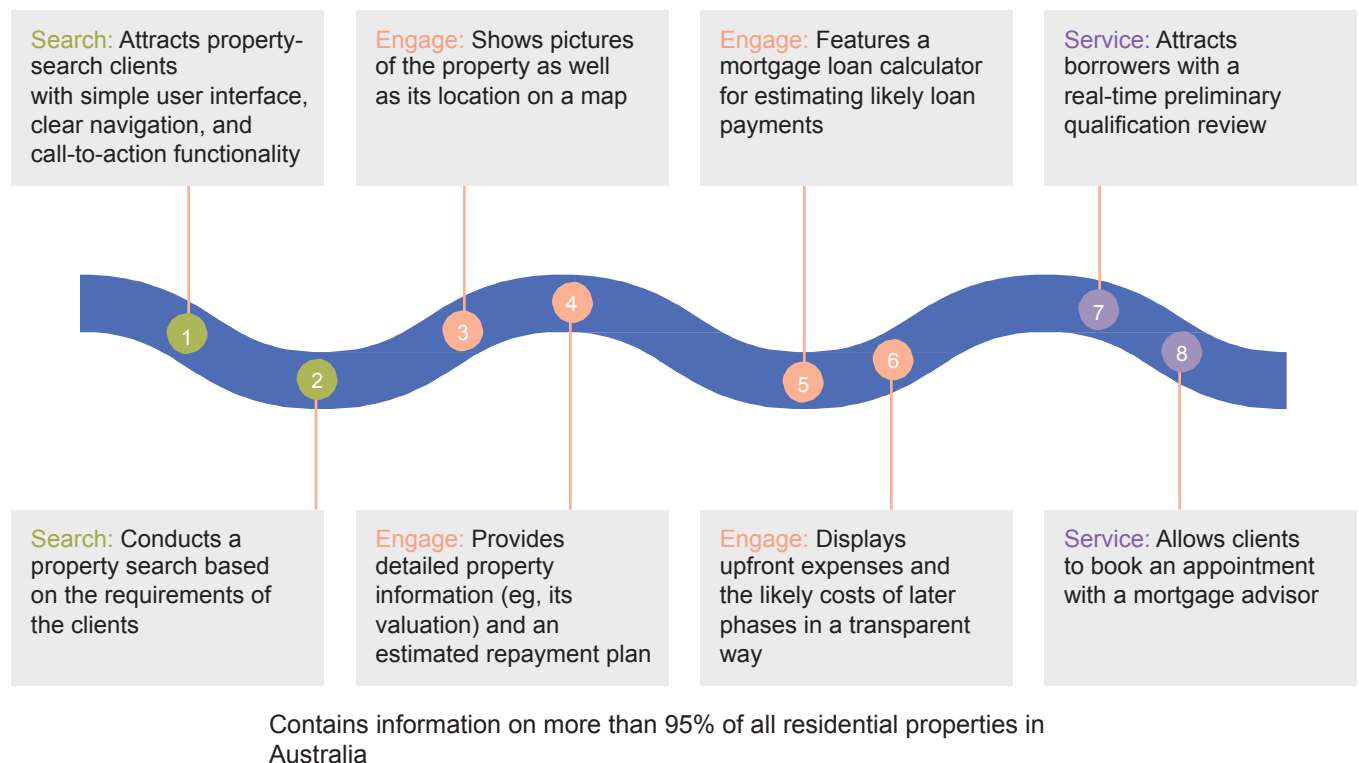 Search: Attracts property-
search clients
with simple user interface,
clear navigation, and
call-to-action functionality
Engage: Shows pictures
of the property as well
as its location on a map
Engage: Features a
mortgage loan calculator
for estimating likely loan
payments
Service: Attracts
borrowers with a
real-time preliminary
qualification review
1
2
3
4
5
6
7
8
Search: Conducts a
property search based
on the requirements of
the clients
Engage: Provides
detailed property
information (eg, its
valuation) and an
estimated repayment plan
Engage: Displays
upfront expenses and
the likely costs of later
phases in a transparent
way
Service: Allows clients
to book an appointment
with a mortgage advisor
Contains information on more than 95% of all residential properties in
Australia